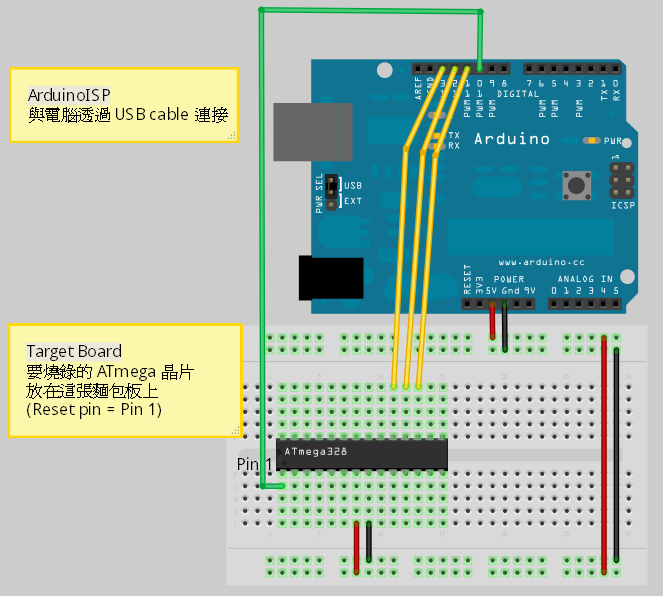 ArduinoISP
與電腦透過 USB cable 連接
AREF
GND
13
12
11
10
9
8
7
6
5
4
3
2
1
0
PWM
PWM
PWM
PWM
PWM
PWM
TX
RX
DIGITAL
TX
RX
Arduino
PWR
1
ICSP
PWR SEL
USB
EXT
www.arduino.cc
POWER
ANALOG IN
RESET
3V3
5V
Gnd
9V
0 1 2 3 4 5
Target Board
要燒錄的 ATmega 晶片
放在這張麵包板上
(Reset pin = Pin 1)
ATmega328
Pin 1